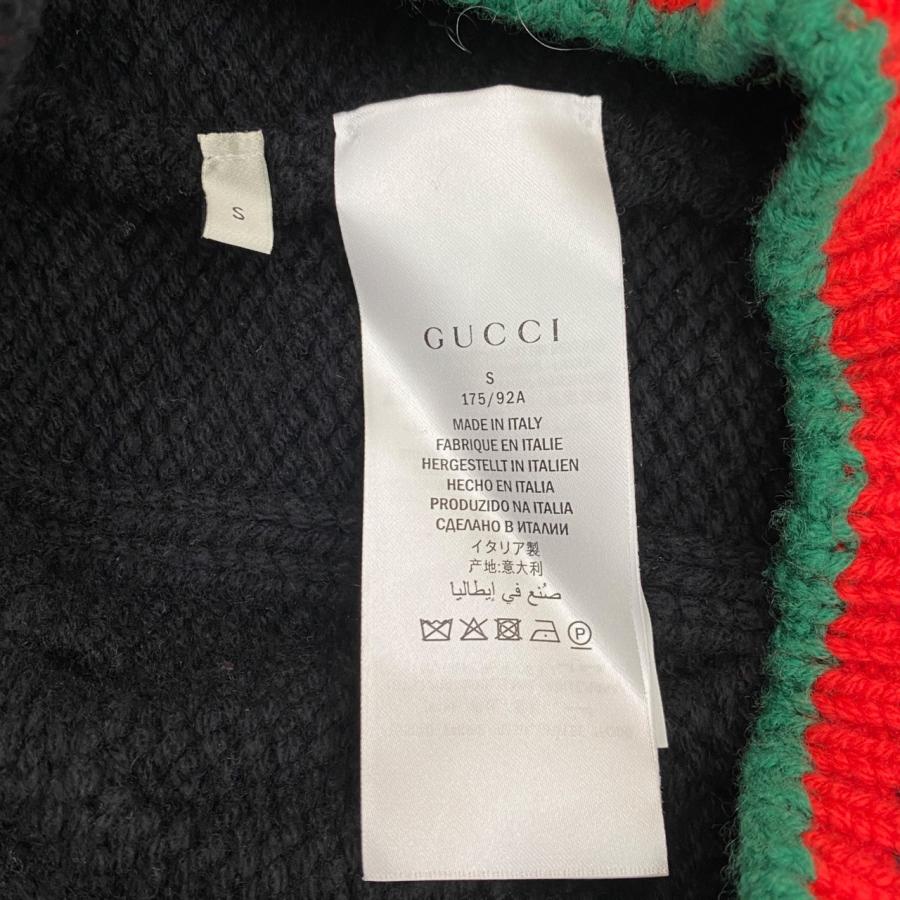 S
GUCCI
S
175/92A
MADE IN ITALY
FABRIQUE EN ITALIE
HERGESTELLT IN ITALIEN
HECHO EN ITALIA
PRODUZIDO NA ITALIA
СДЕЛАНО В ИТАЛИИ
イタリア製
产地:意大利
صُنع في إيطاليا
P